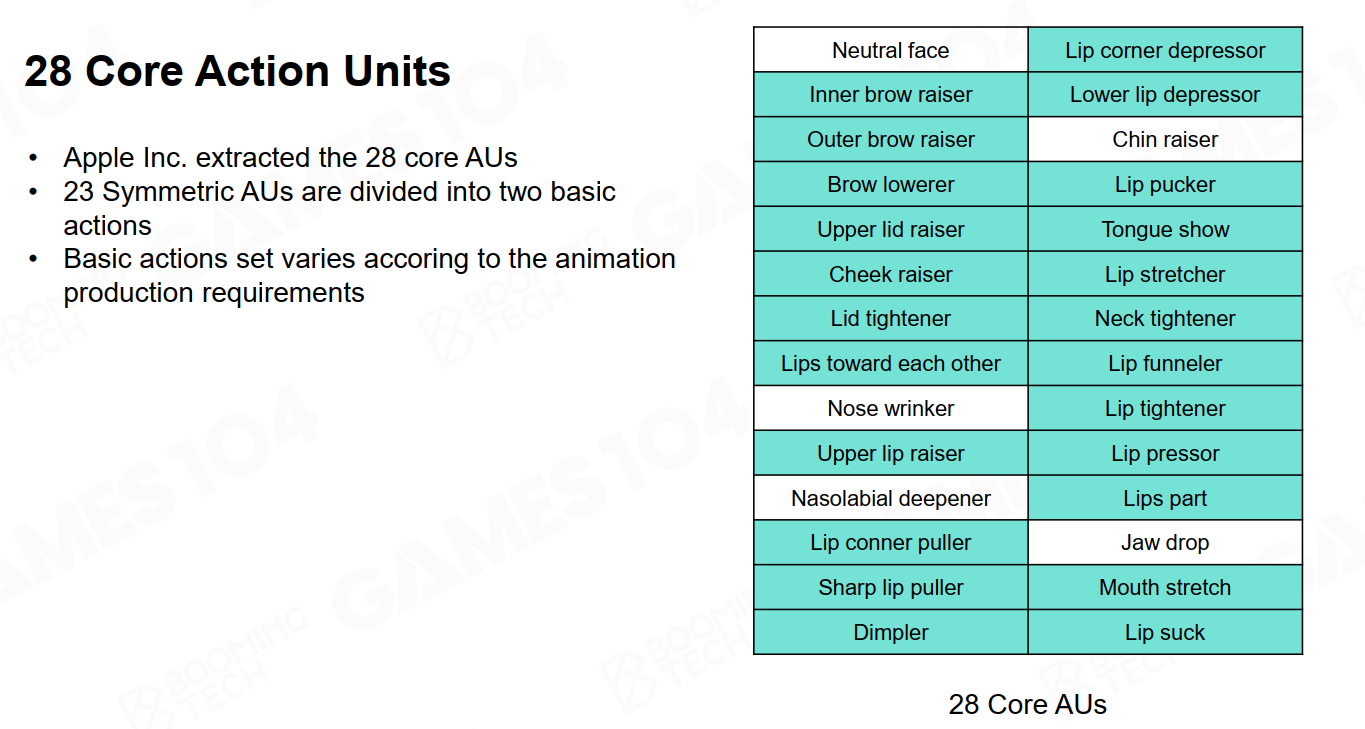 28 Core Action Units
• Apple Inc. extracted the 28 core AUs
• 23 Symmetric AUs are divided into two basic
actions
• Basic actions set varies accoring to the animation
production requirements
Neutral face
Lip corner depressor
Inner brow raiser
Lower lip depressor
Outer brow raiser
Chin raiser
Brow lowerer
Lip pucker
Upper lid raiser
Tongue show
Cheek raiser
Lip stretcher
Lid tightener
Neck tightener
Lips toward each other
Lip funneler
Nose wrinker
Lip tightener
Upper lip raiser
Lip pressor
Nasolabial deepener
Lips part
Lip conner puller
Jaw drop
Sharp lip puller
Mouth stretch
Dimpler
Lip suck
28 Core AUs
GAMES104
BOOMING
TECH